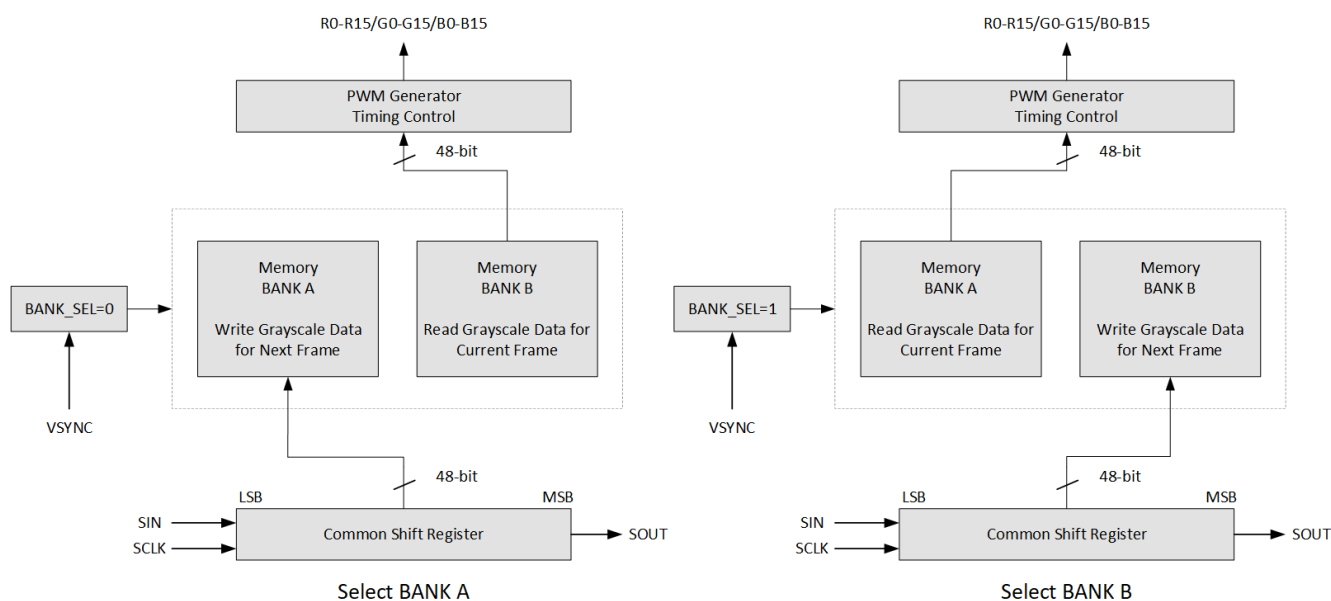 R0-R15/G0-G15/B0-B15
PWM Generator
Timing Control
48-bit
Memory
BANK A
Write Grayscale Data
for Next Frame
Memory
BANK B
Read Grayscale Data for
Current Frame
BANK_SEL=0
VSYNC
48-bit
LSB
MSB
SIN
SCLK
Common Shift Register
SOUT
Select BANK A
R0-R15/G0-G15/B0-B15
PWM Generator
Timing Control
48-bit
Memory
BANK A
Read Grayscale Data for
Current Frame
Memory
BANK B
Write Grayscale Data
for Next Frame
BANK_SEL=1
VSYNC
48-bit
LSB
MSB
SIN
SCLK
Common Shift Register
SOUT
Select BANK B